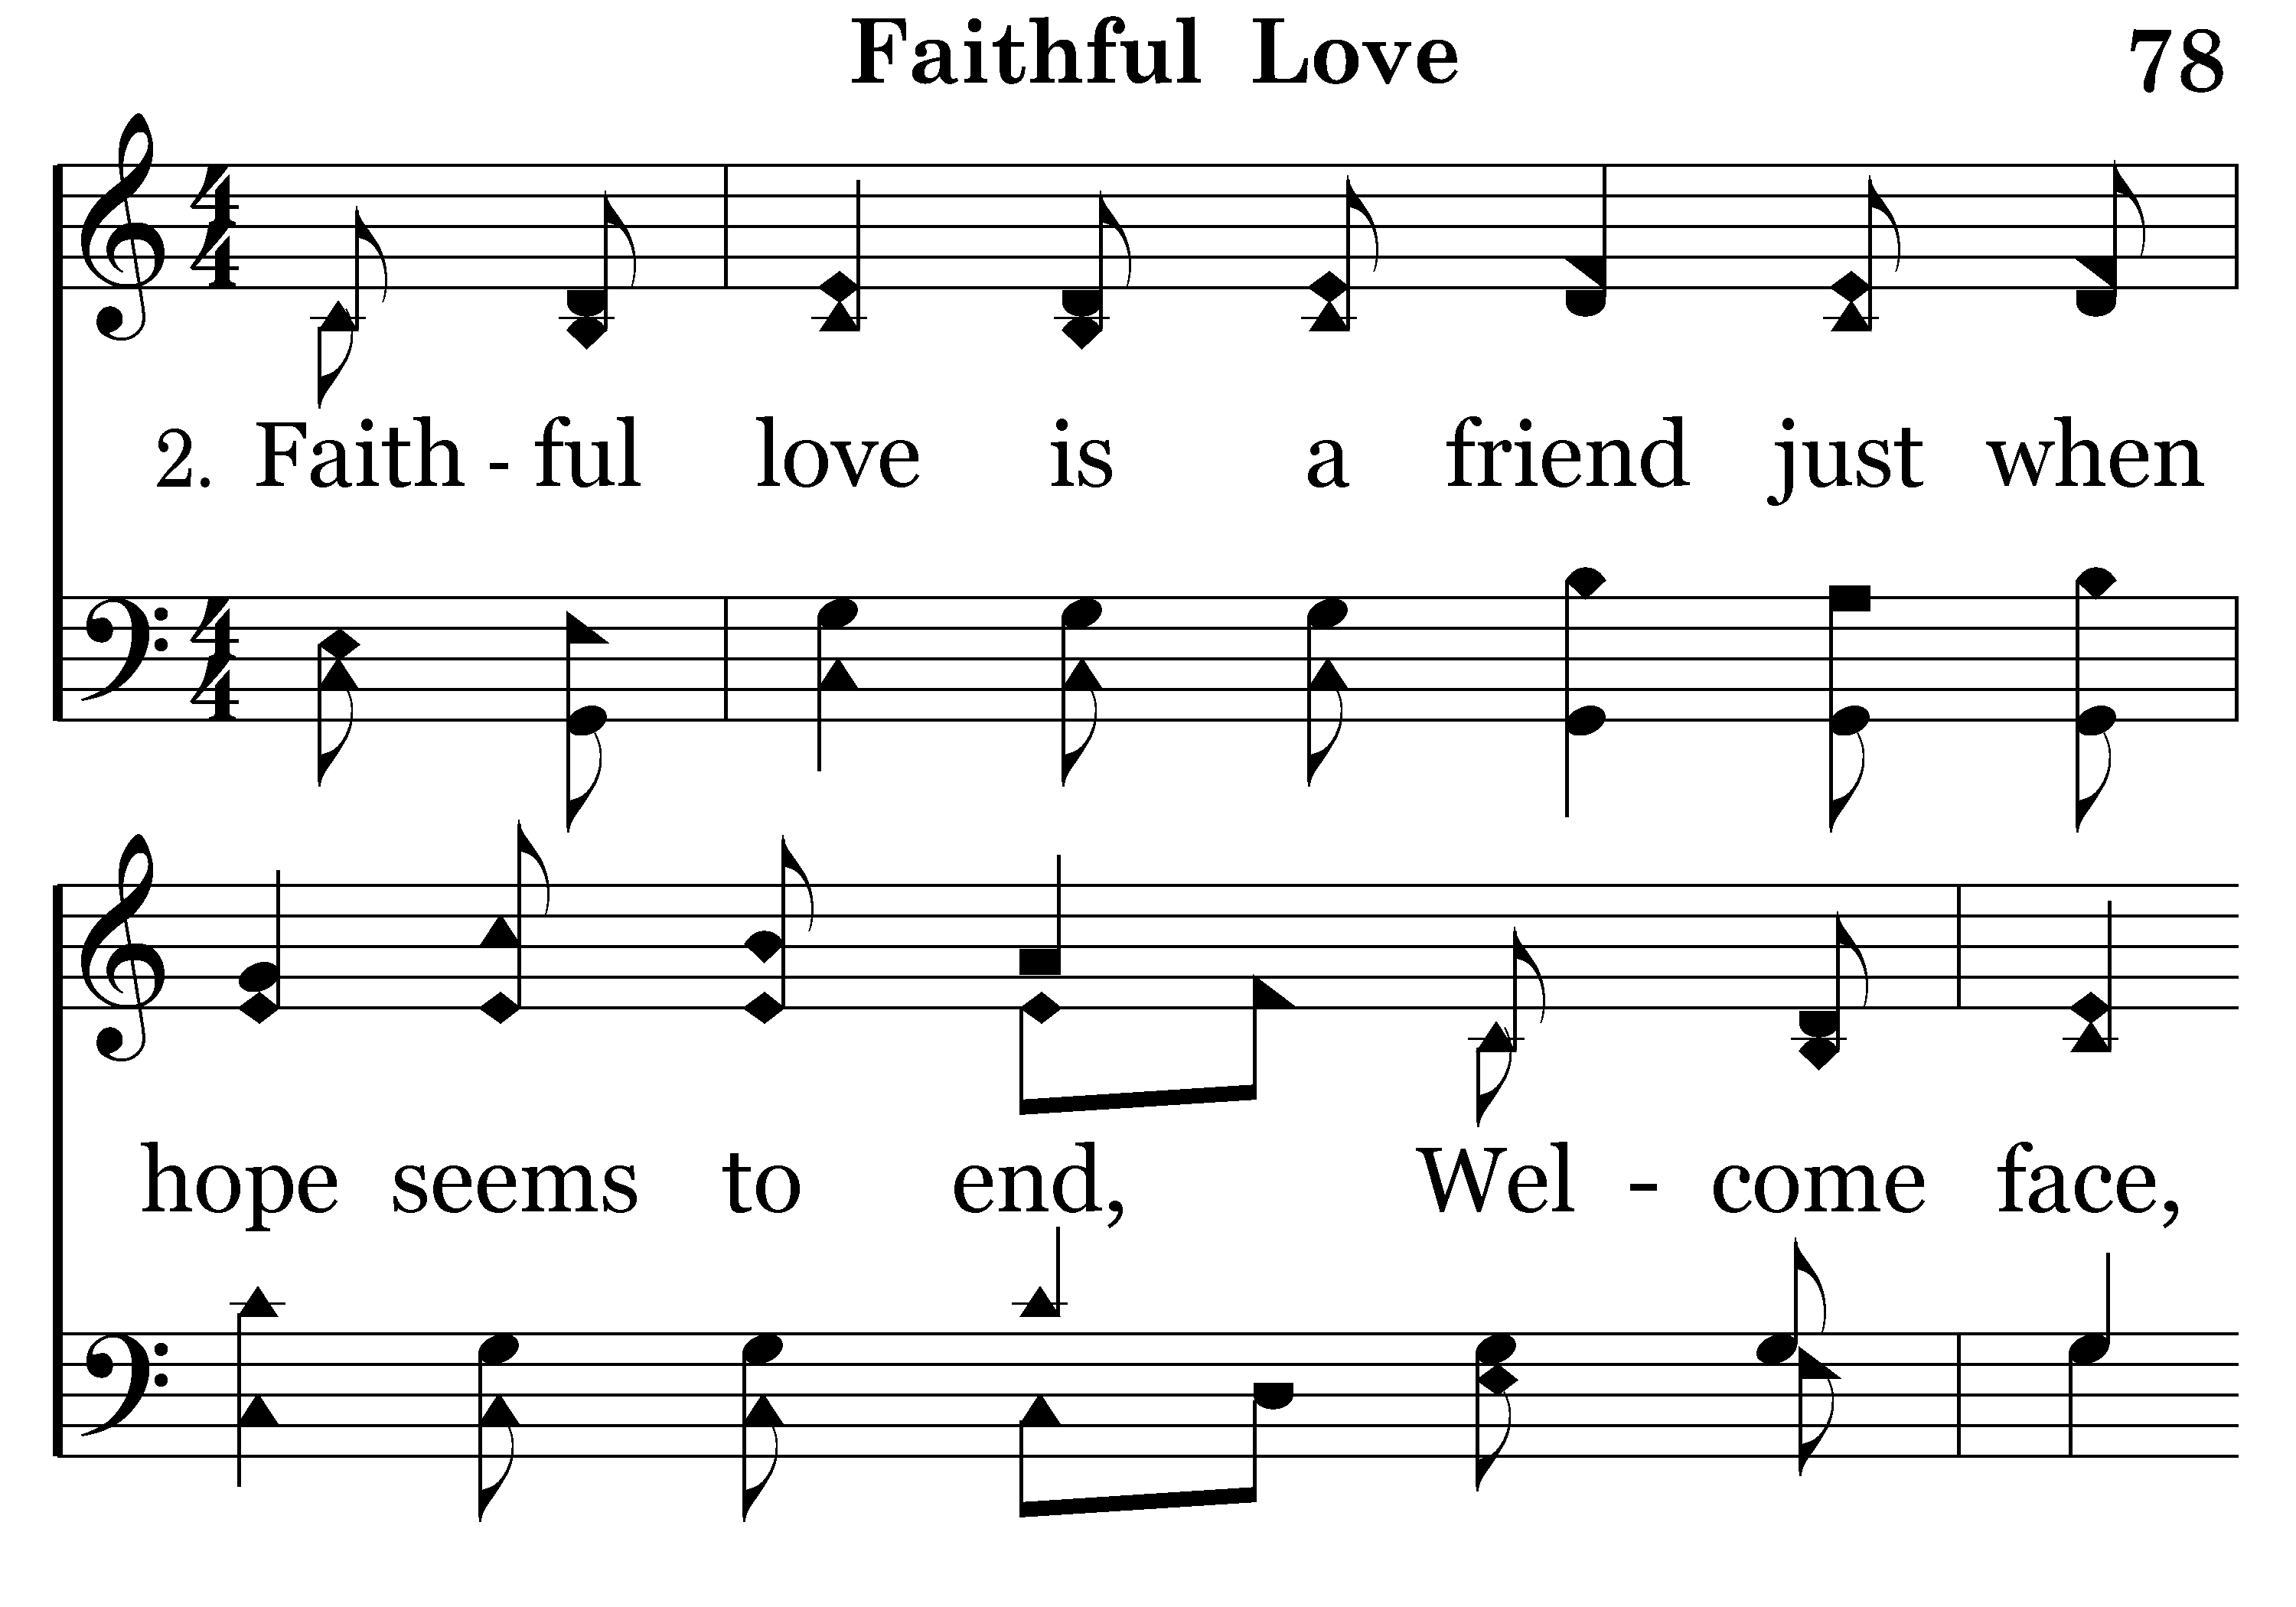 Faithful Love 78
2. Faith - ful love is a friend just when
hope seems to end, Wel - come face,